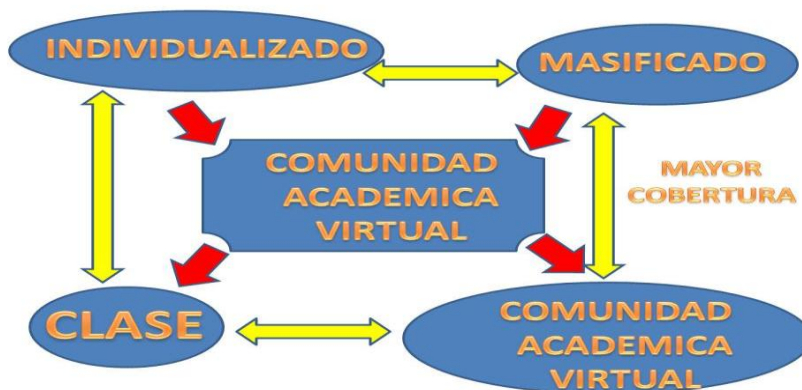 INDIVIDUALIZADO
MASIFICADO
COMUNIDAD
ACADEMICA
VIRTUAL
MAYOR
COBERTURA
CLASE
COMUNIDAD
ACADEMICA
VIRTUAL